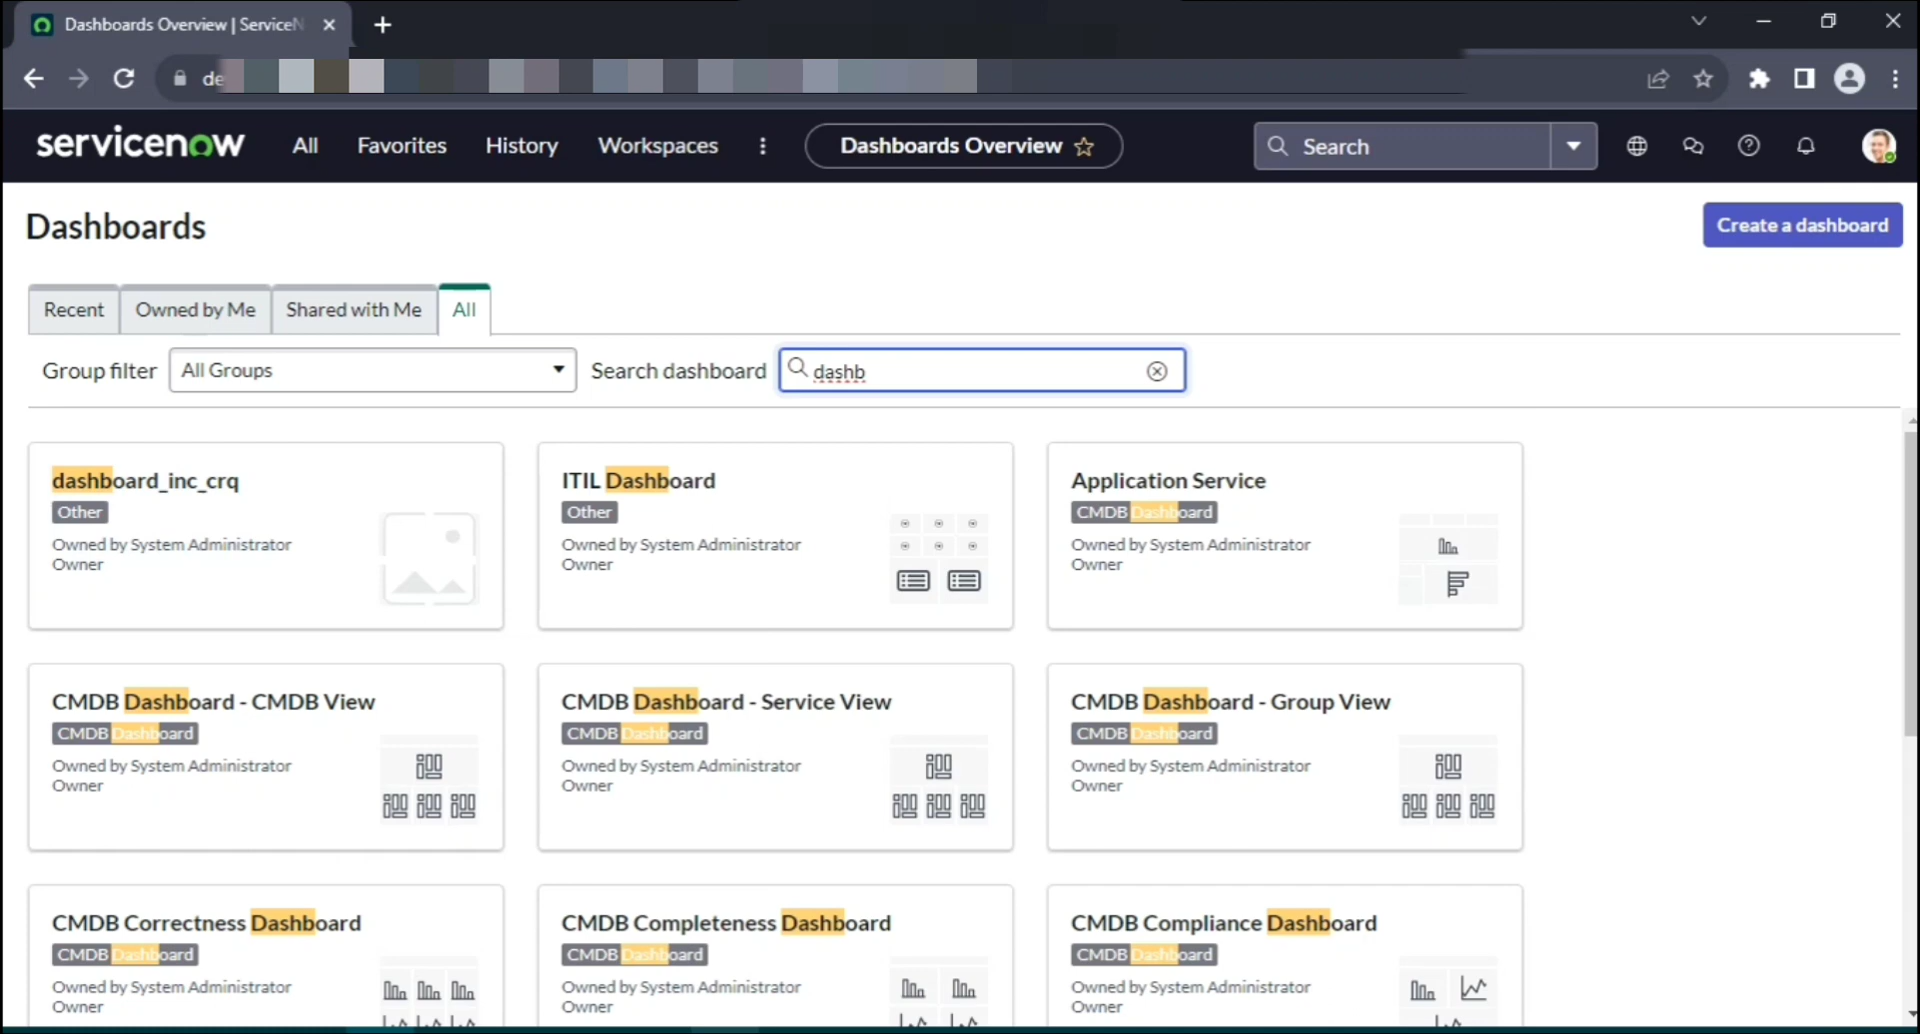 Dashboards Overview | ServiceN
de
servicenow All Favorites History Workspaces Dashboards Overview Search
Dashboards
Create a dashboard
Recent Owned by Me Shared with Me All
Group filter All Groups Search dashboard dashb
dashboard_inc_crq
Other
Owned by System Administrator
Owner
ITIL Dashboard
Other
Owned by System Administrator
Owner
Application Service
CMDB Dashboard
Owned by System Administrator
Owner
CMDB Dashboard - CMDB View
CMDB Dashboard
Owned by System Administrator
Owner
CMDB Dashboard - Service View
CMDB Dashboard
Owned by System Administrator
Owner
CMDB Dashboard - Group View
CMDB Dashboard
Owned by System Administrator
Owner
CMDB Correctness Dashboard
CMDB Dashboard
Owned by System Administrator
Owner
CMDB Completeness Dashboard
CMDB Dashboard
Owned by System Administrator
Owner
CMDB Compliance Dashboard
CMDB Dashboard
Owned by System Administrator
Owner